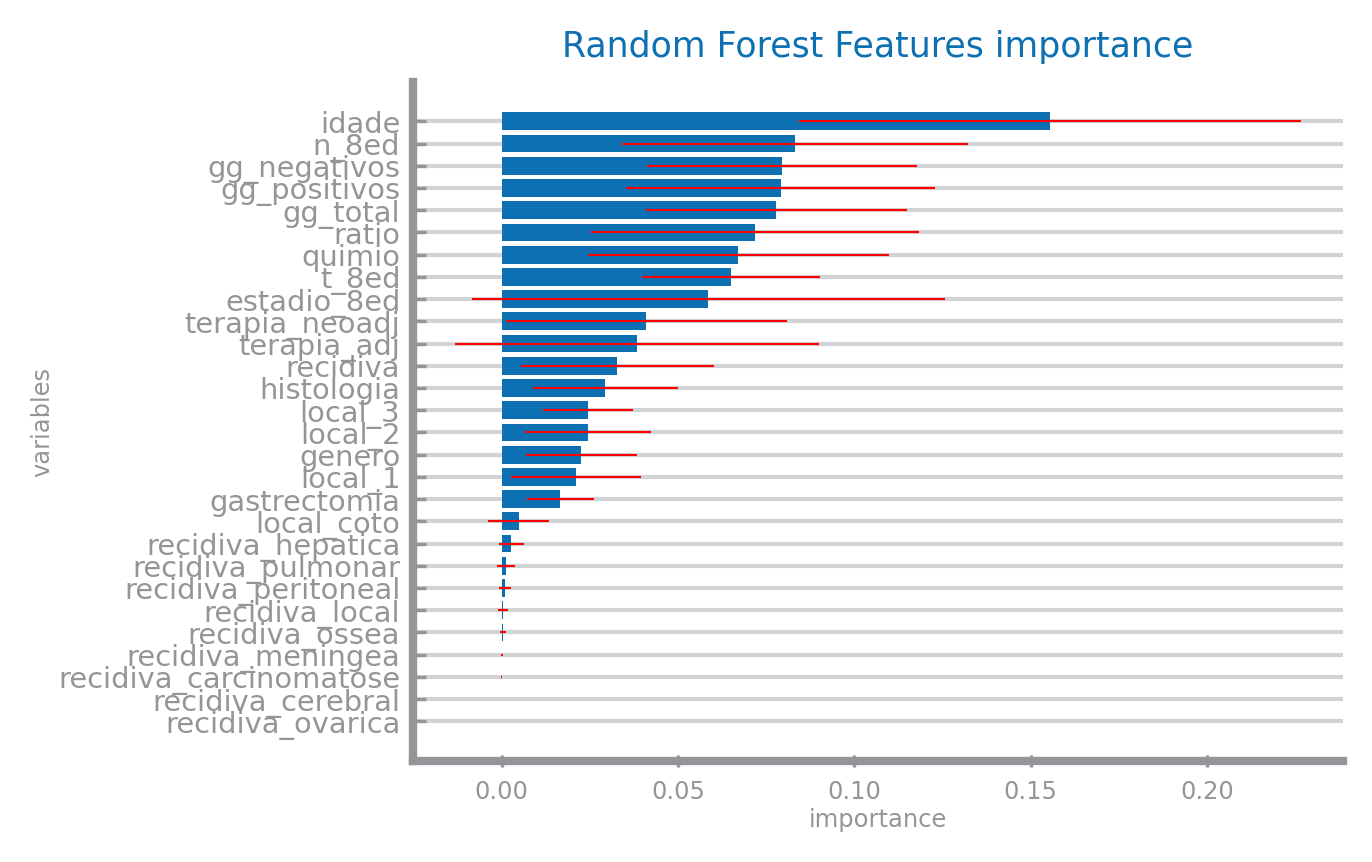 Random Forest Features importance
idade
n_8ed
gg_negativos
gg_positivos
gg_total
ratio
quimio
t_8ed
estadio_8ed
terapia_neoadj
terapia_adj
recidiva
histologia
local_3
local_2
genero
local_1
gastrectomia
local_coto
recidiva_hepatica
recidiva_pulmonar
recidiva_peritoneal
recidiva_local
recidiva_ossea
recidiva_meningea
recidiva_carcinomatose
recidiva_cerebral
recidiva_ovarica
variables
0.00 0.05 0.10 0.15 0.20
importance